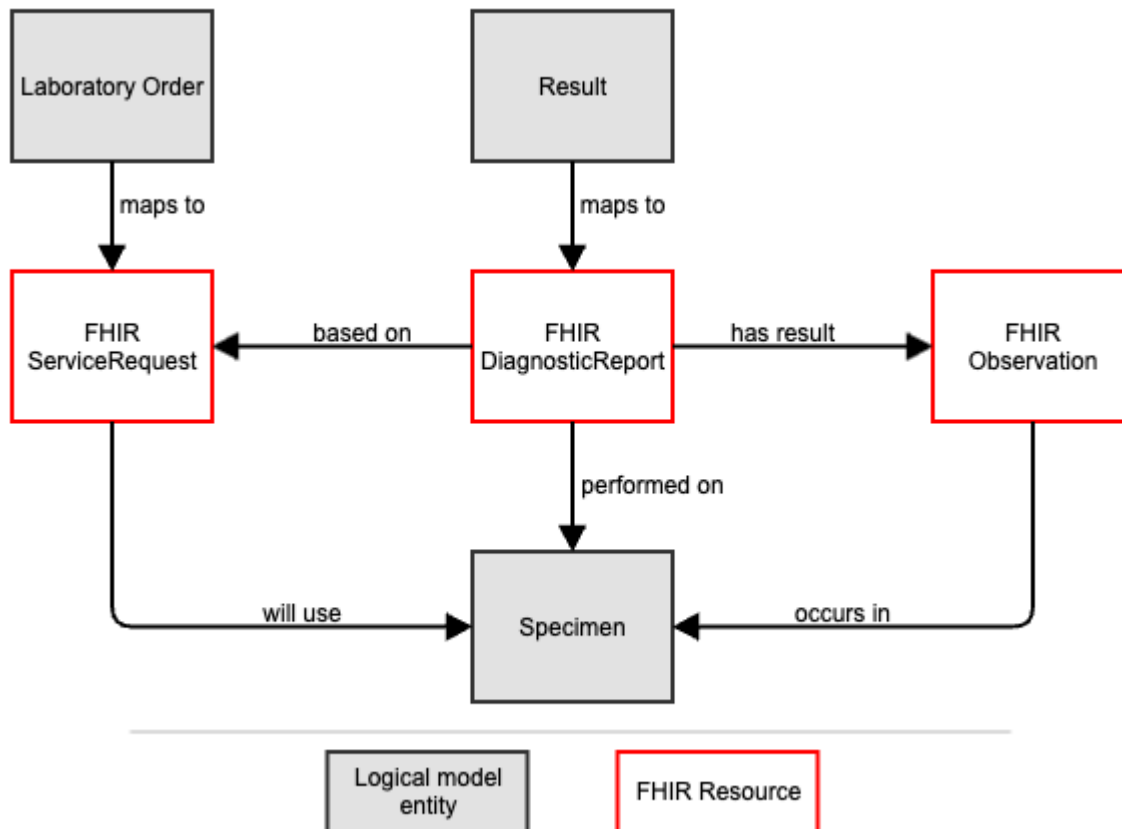 Laboratory Order
Result
maps to
maps to
FHIR
ServiceRequest
based on
FHIR
DiagnosticReport
has result
FHIR
Observation
performed on
will use
Specimen
occurs in
Logical model
entity
FHIR Resource